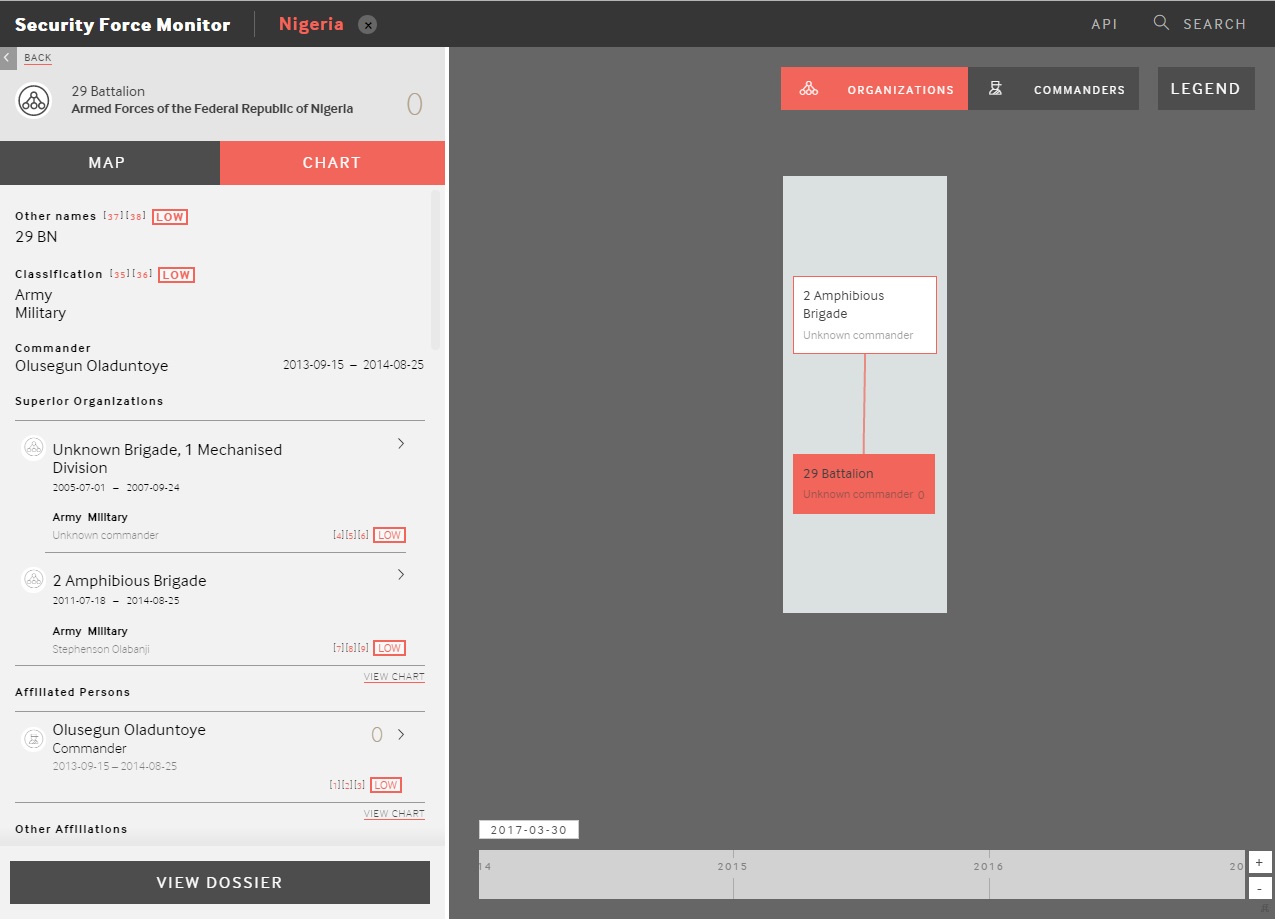 Security Force Monitor
Nigeria
API
SEARCH
BACK
29 Battalion
Armed Forces of the Federal Republic of Nigeria
0
MAP
CHART
Other names [37][38] LOW
29 BN
Classification [35][36] LOW
Army
Military
Commander
Olusegun Oladuntoye 2013-09-15 – 2014-08-25
Superior Organizations
Unknown Brigade, 1 Mechanised
Division
2005-07-01 – 2007-09-24
Army Military
Unknown commander [4][5][6] LOW
2 Amphibious Brigade
2011-07-18 – 2014-08-25
Army Military
Stephenson Olabanji [7][8][9] LOW
VIEW CHART
Affiliated Persons
Olusegun Oladuntoye 0
Commander
2013-09-15 – 2014-08-25
[1][2][3] LOW
VIEW CHART
Other Affiliations
VIEW DOSSIER
ORGANIZATIONS
COMMANDERS
LEGEND
2 Amphibious
Brigade
Unknown commander
29 Battalion
Unknown commander 0
2017-03-30
14 2015 2016 20
+
-